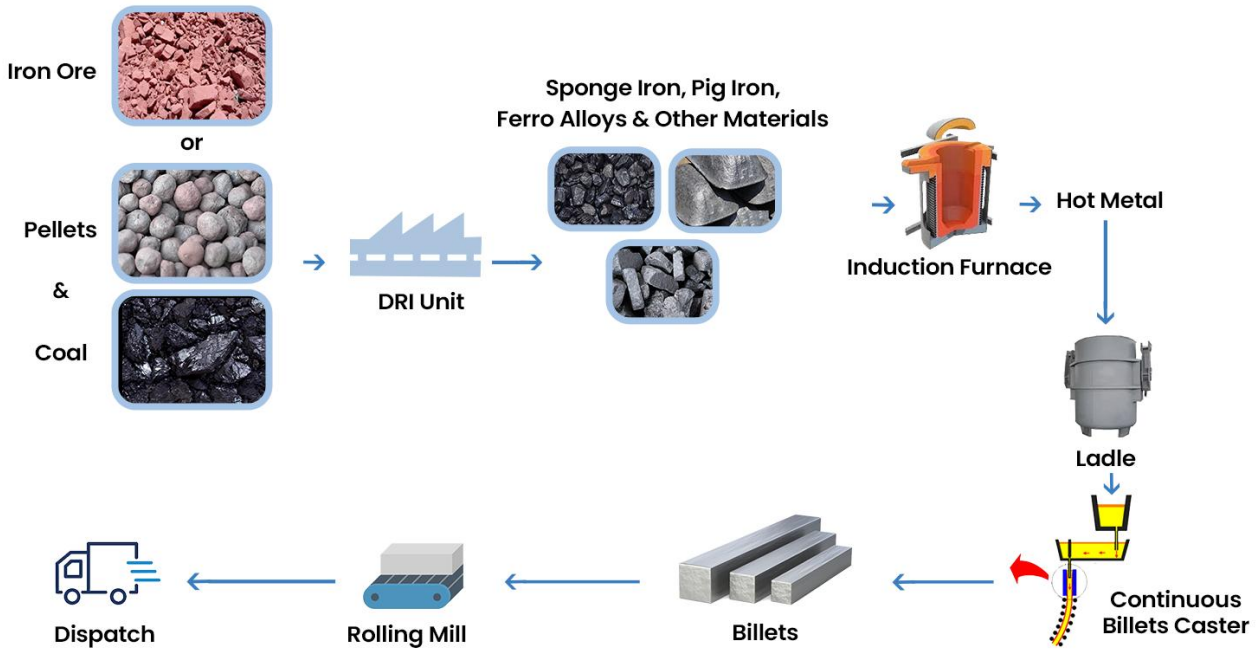 Iron Ore
or
Pellets
&
Coal
DRI Unit
Sponge Iron, Pig Iron,
Ferro Alloys & Other Materials
Induction Furnace
Hot Metal
Ladle
Continuous
Billets Caster
Billets
Rolling Mill
Dispatch